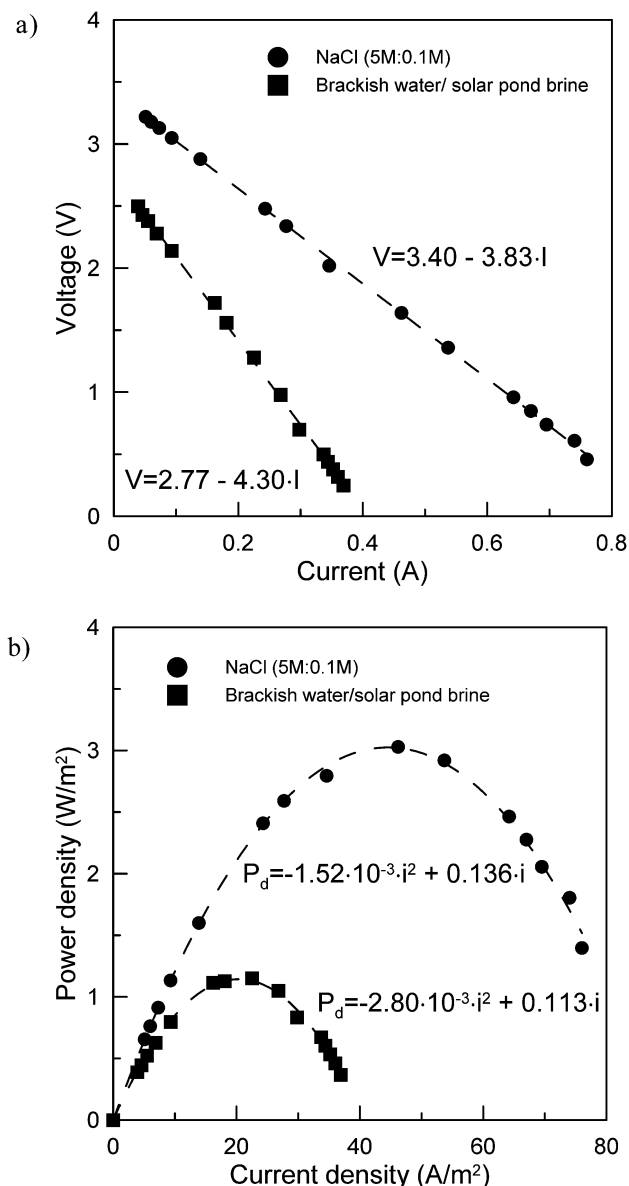 a)
4
NaCl (5M:0.1M)
Brackish water/ solar pond brine
3
2
1
0
Voltage (V)
V=3.40 - 3.83·I
V=2.77 - 4.30·I
0 0.2 0.4 0.6 0.8
Current (A)
b)
4
NaCl (5M:0.1M)
Brackish water/solar pond brine
3
2
1
0
Power density (W/m²)
P_d=-1.52·10⁻³·i² + 0.136·i
P_d=-2.80·10⁻³·i² + 0.113·i
0 20 40 60 80
Current density (A/m²)